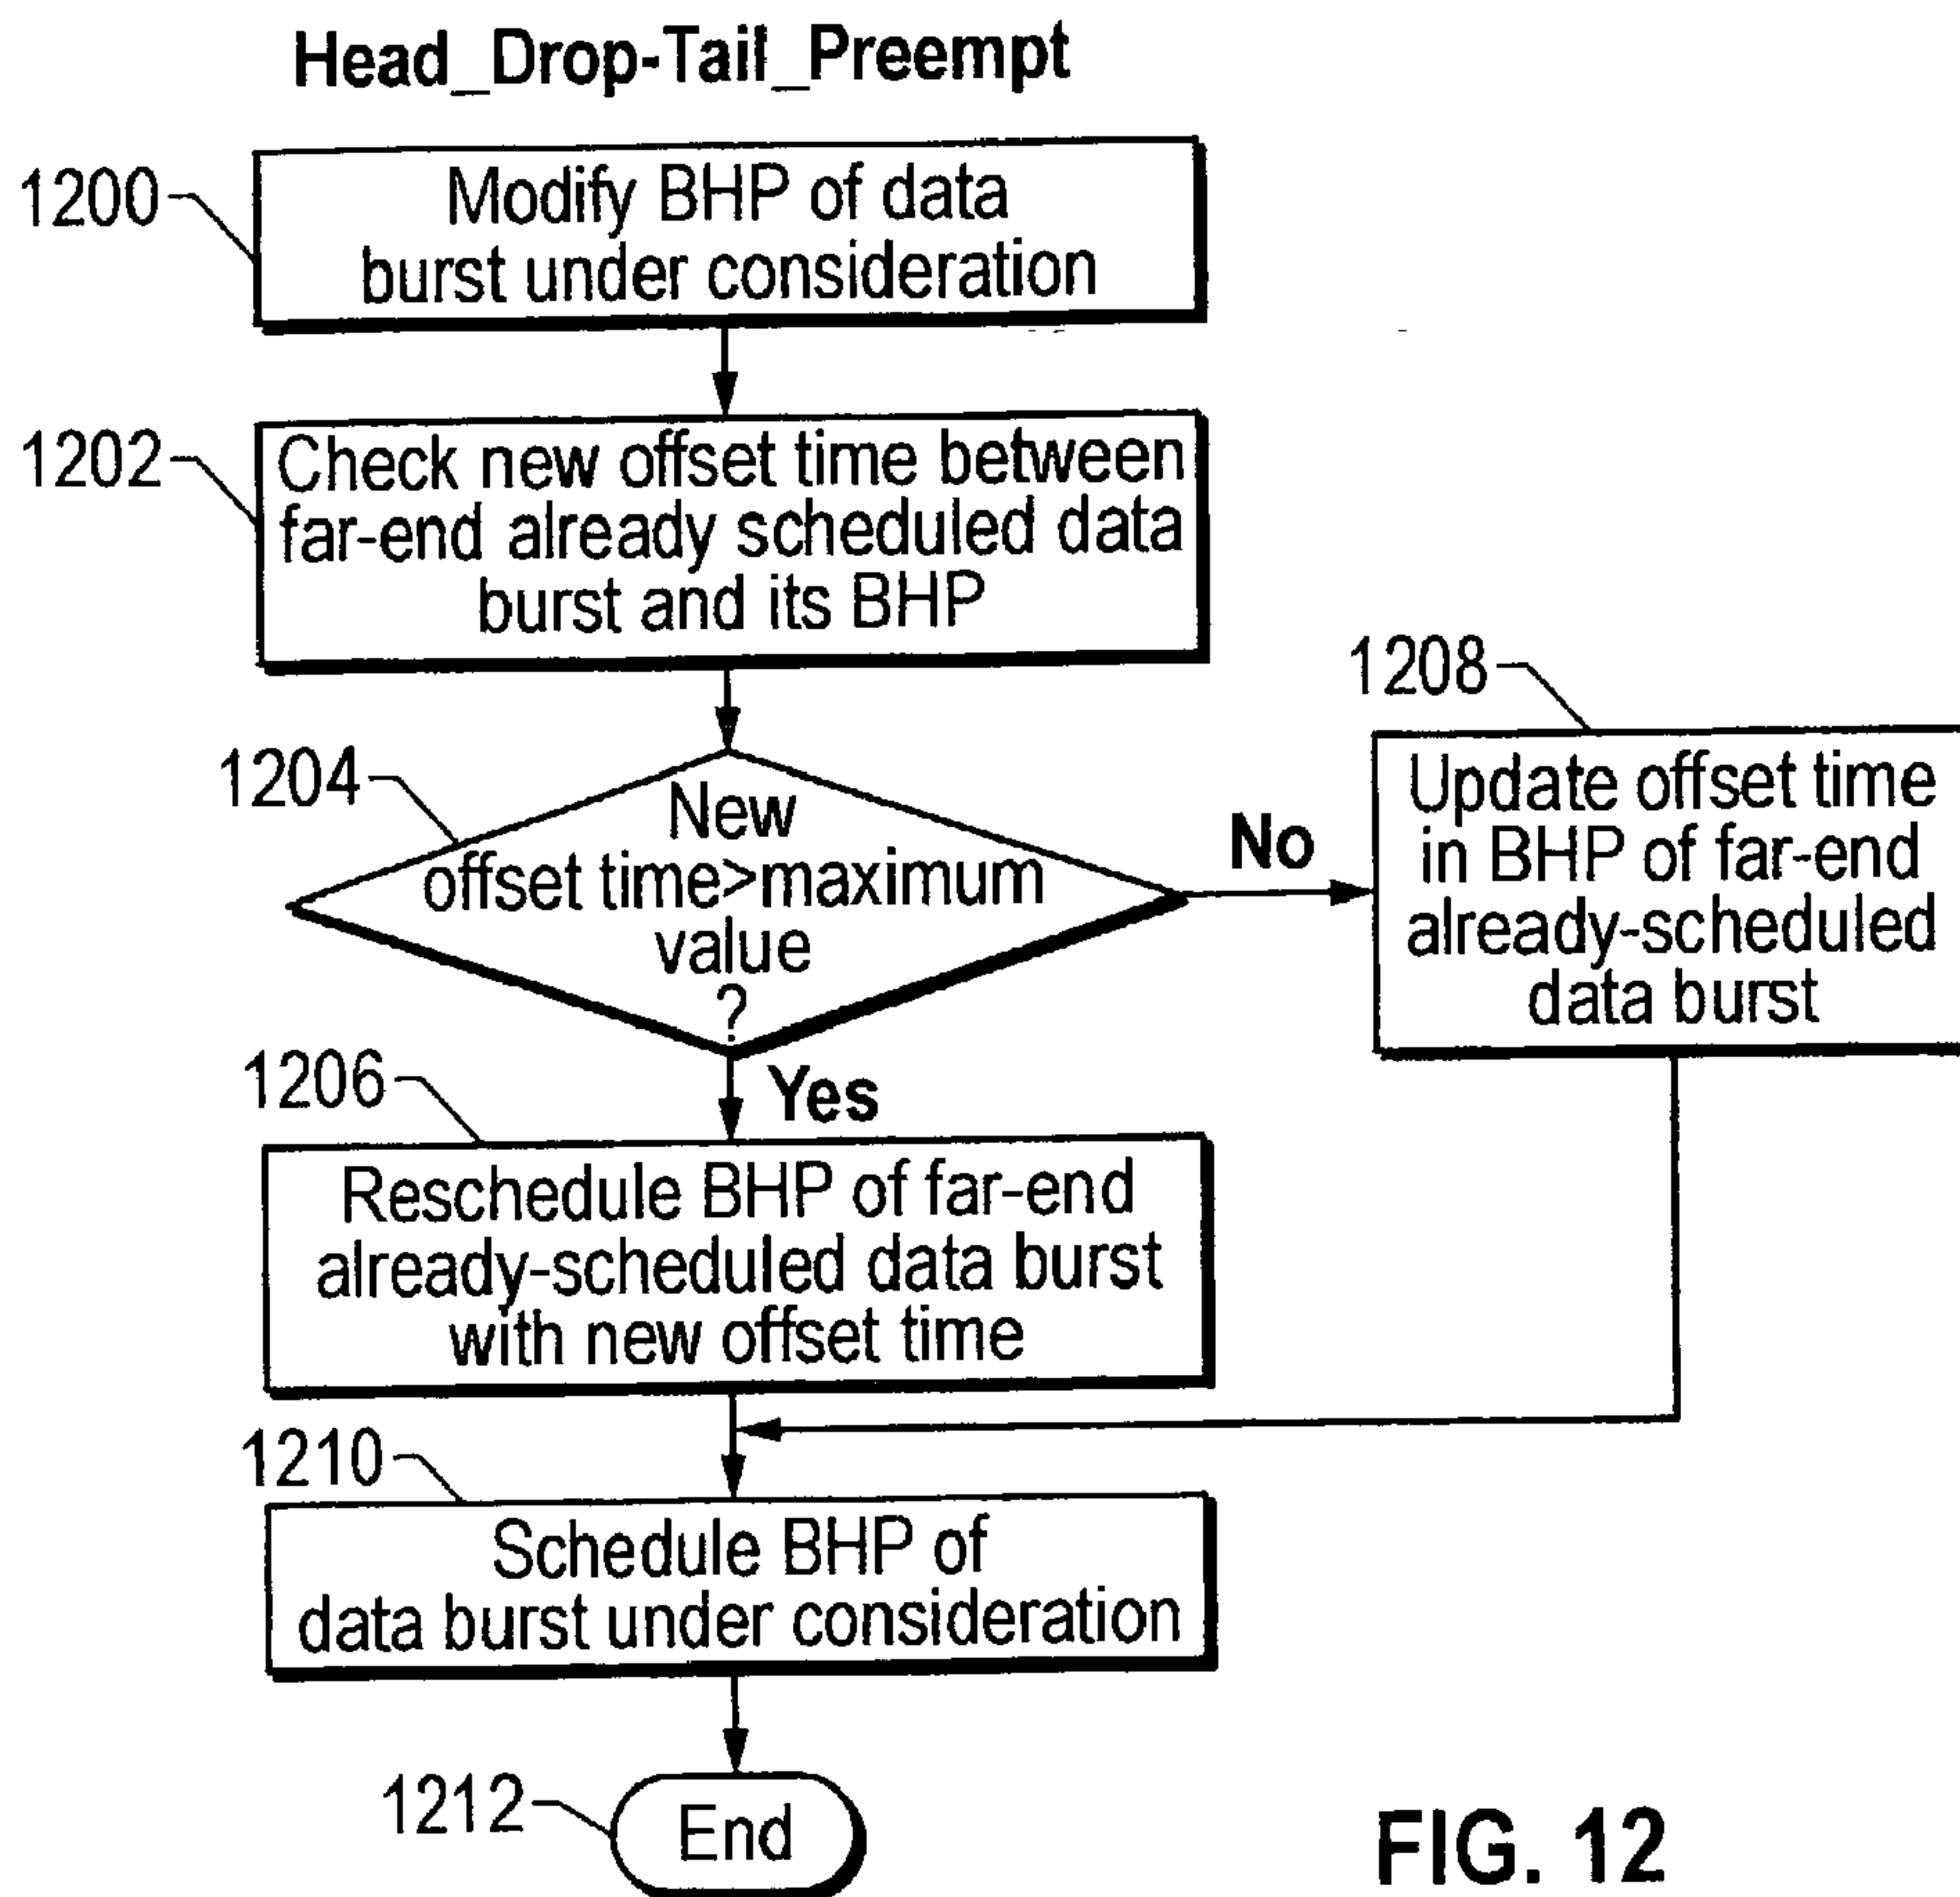 Head_Drop-Tail_Preempt
1200
Modify BHP of data
burst under consideration
1202
Check new offset time between
far-end already scheduled data
burst and its BHP
1204
New
offset time>maximum
value
?
No
1208
Update offset time
in BHP of far-end
already-scheduled
data burst
Yes
1206
Reschedule BHP of far-end
already-scheduled data burst
with new offset time
1210
Schedule BHP of
data burst under consideration
1212
End
FIG. 12